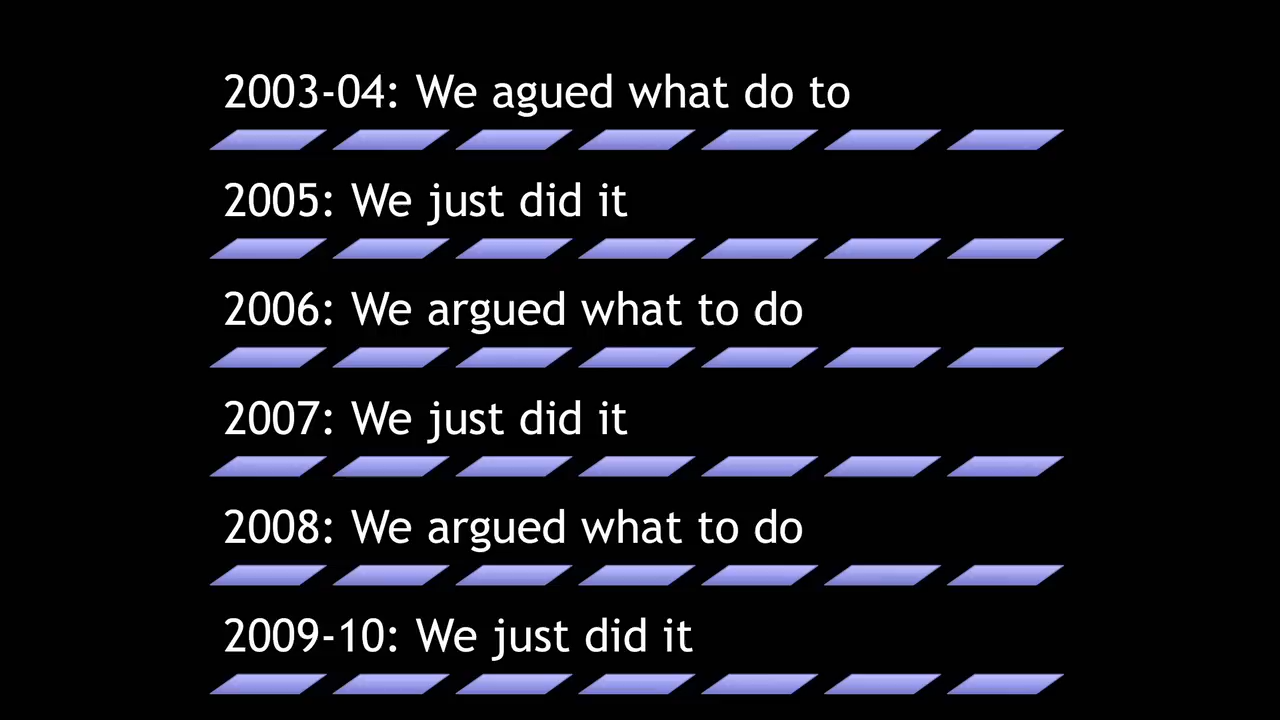 2003-04: We agued what do to
2005: We just did it
2006: We argued what to do
2007: We just did it
2008: We argued what to do
2009-10: We just did it